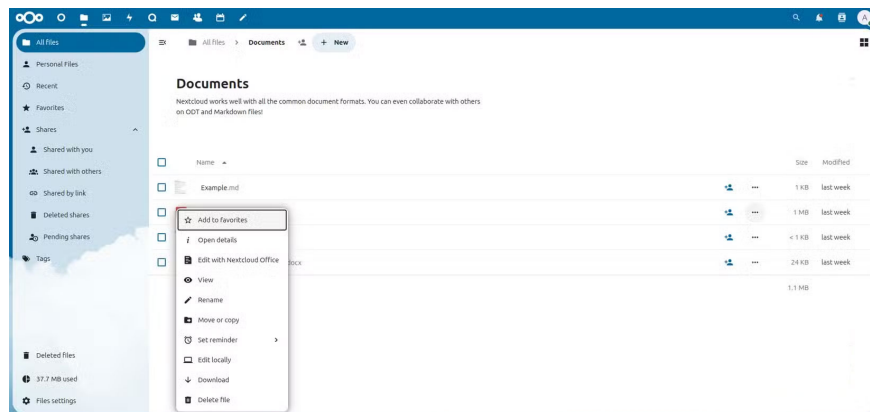 A
All files
Personal Files
Recent
Favorites
Shares
Shared with you
Shared with others
Shared by link
Deleted shares
Pending shares
Tags
Deleted files
37.7 MB used
Files settings
All files > Documents + New
Documents
Nextcloud works well with all the common document formats. You can even collaborate with others
on ODT and Markdown files!
Name Size Modified
Example.md 1 KB last week
1 MB last week
< 1 KB last week
.docx 24 KB last week
1.1 MB
Add to favorites
Open details
Edit with Nextcloud Office
View
Rename
Move or copy
Set reminder
Edit locally
Download
Delete file